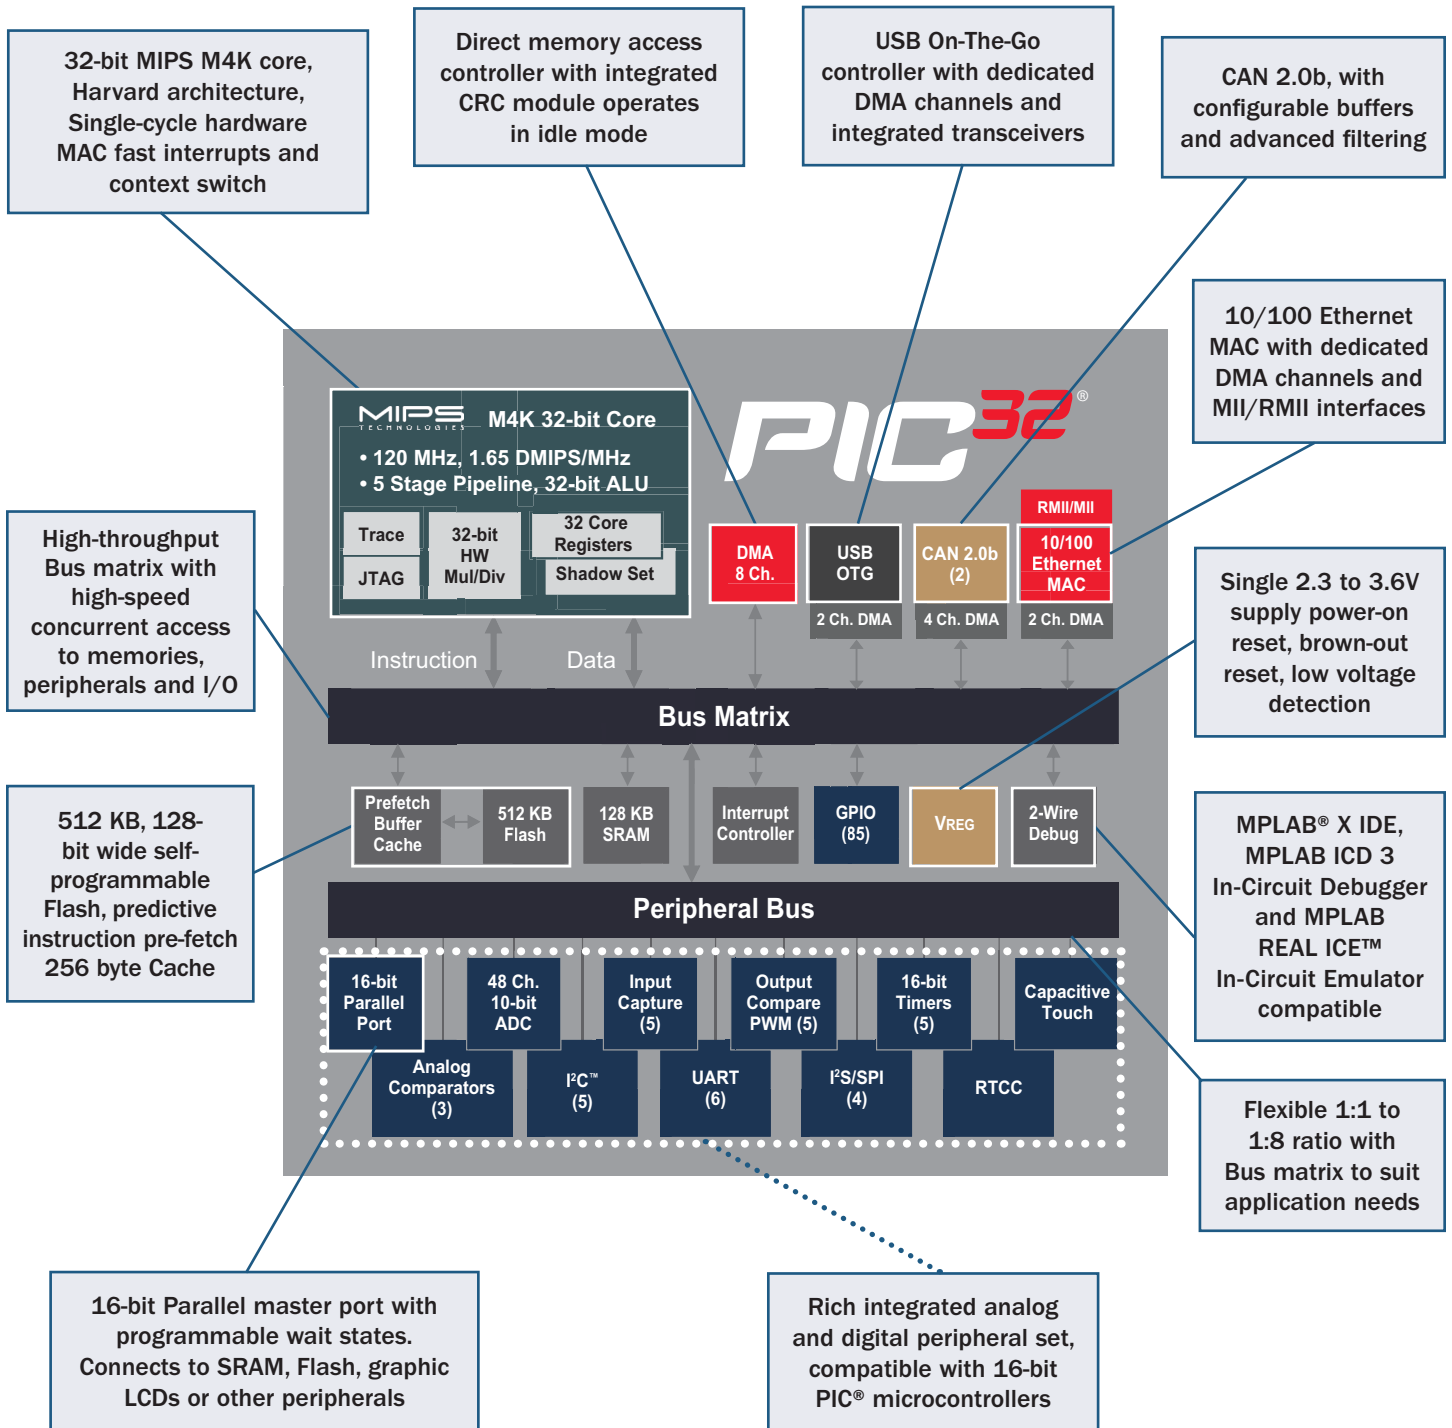 32-bit MIPS M4K core,
Harvard architecture,
Single-cycle hardware
MAC fast interrupts and
context switch
Direct memory access
controller with integrated
CRC module operates
in idle mode
USB On-The-Go
controller with dedicated
DMA channels and
integrated transceivers
CAN 2.0b, with
configurable buffers
and advanced filtering
10/100 Ethernet
MAC with dedicated
DMA channels and
MII/RMII interfaces
MIPS
TECHNOLOGIES
M4K 32-bit Core
• 120 MHz, 1.65 DMIPS/MHz
• 5 Stage Pipeline, 32-bit ALU
Trace
JTAG
32-bit
HW
Mul/Div
32 Core
Registers
Shadow Set
PIC32®
DMA
8 Ch.
USB
OTG
2 Ch. DMA
CAN 2.0b
(2)
4 Ch. DMA
RMII/MII
10/100
Ethernet
MAC
2 Ch. DMA
High-throughput
Bus matrix with
high-speed
concurrent access
to memories,
peripherals and I/O
Instruction
Data
Bus Matrix
Single 2.3 to 3.6V
supply power-on
reset, brown-out
reset, low voltage
detection
512 KB, 128-
bit wide self-
programmable
Flash, predictive
instruction pre-fetch
256 byte Cache
Prefetch
Buffer
Cache
512 KB
Flash
128 KB
SRAM
Interrupt
Controller
GPIO
(85)
VREG
2-Wire
Debug
MPLAB® X IDE,
MPLAB ICD 3
In-Circuit Debugger
and MPLAB
REAL ICE™
In-Circuit Emulator
compatible
Peripheral Bus
16-bit
Parallel
Port
48 Ch.
10-bit
ADC
Input
Capture
(5)
Output
Compare
PWM (5)
16-bit
Timers
(5)
Capacitive
Touch
Analog
Comparators
(3)
I²C™
(5)
UART
(6)
I²S/SPI
(4)
RTCC
Flexible 1:1 to
1:8 ratio with
Bus matrix to suit
application needs
16-bit Parallel master port with
programmable wait states.
Connects to SRAM, Flash, graphic
LCDs or other peripherals
Rich integrated analog
and digital peripheral set,
compatible with 16-bit
PIC® microcontrollers